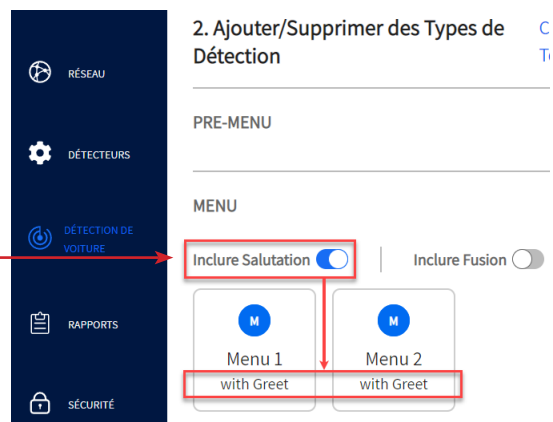 2. Ajouter/Supprimer des Types de
Détection
C
T
RÉSEAU
DÉTECTEURS
DÉTECTION DE
VOITURE
RAPPORTS
SÉCURITÉ
PRE-MENU
MENU
Inclure Salutation
Inclure Fusion
M
Menu 1
with Greet
M
Menu 2
with Greet